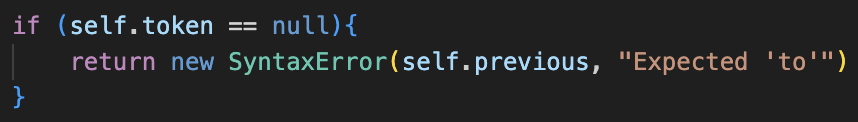 if (self.token == null){
    return new SyntaxError(self.previous, "Expected 'to'")
}